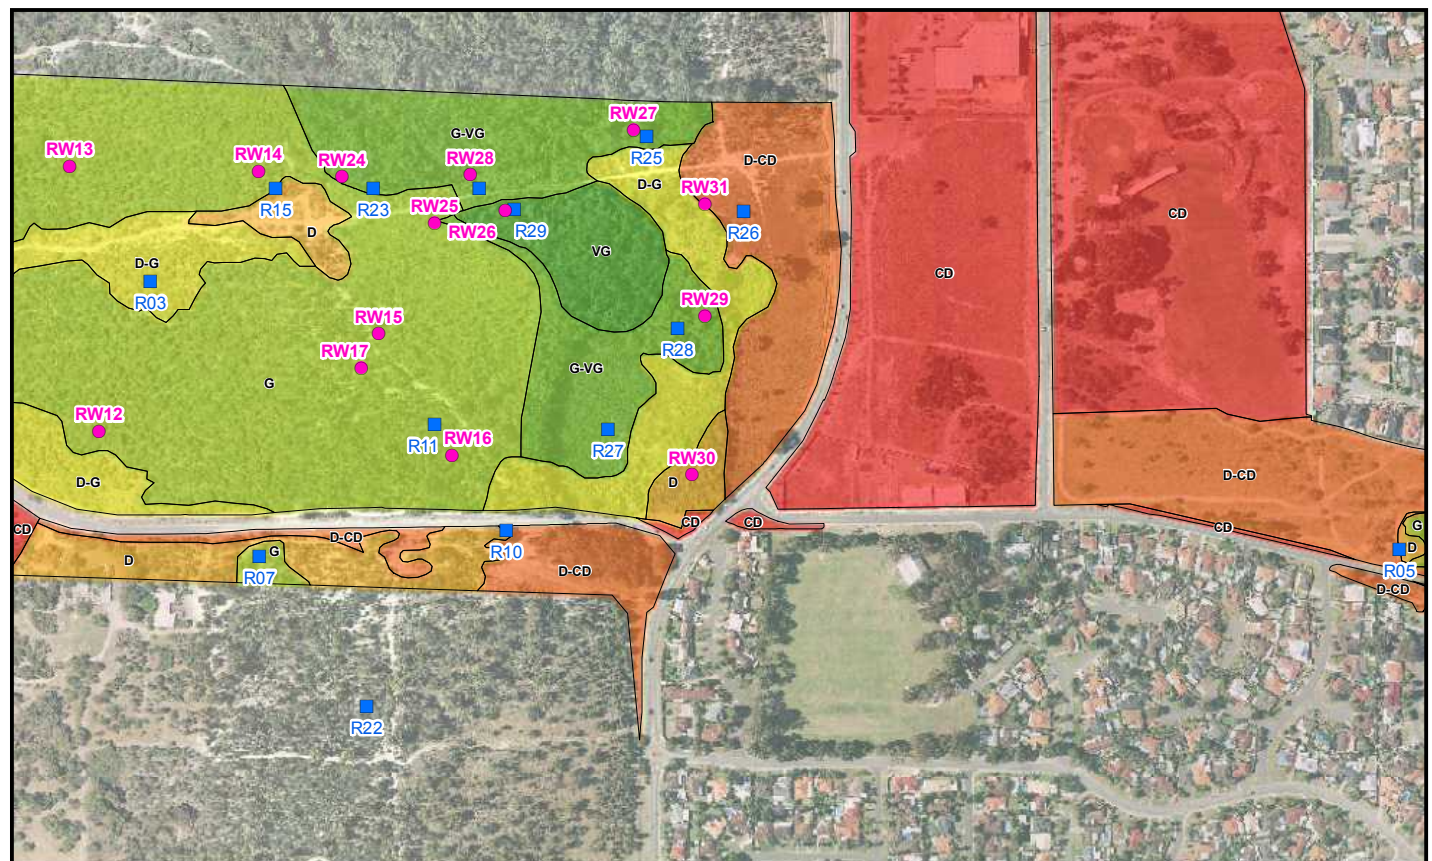 RW27
G-VG
R25
RW13
RW14
RW24
RW28
D-CD
D-G
RW31
R15
R23
RW25
CD
R29
RW26
D
R26
VG
D-G
CD
R03
RW29
RW15
R28
RW17
G-VG
G
RW12
R11
RW16
R27
RW30
D-CD
D-G
D
CD
CD
CD
CD
G
D-CD
G
R10
D
D
D-CD
R07
R05
D-CD
R22